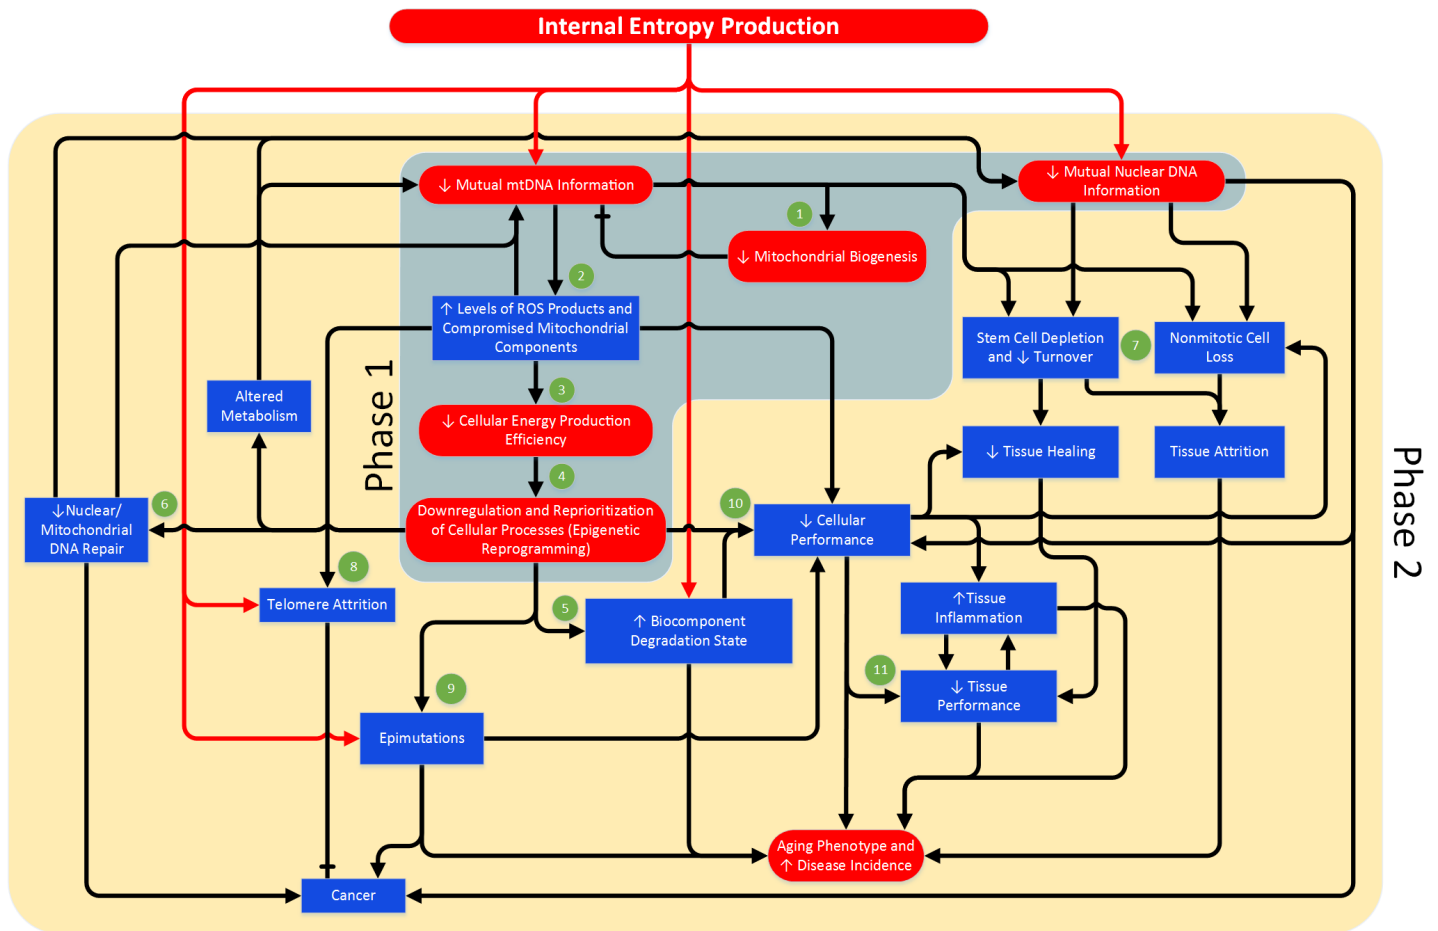 Internal Entropy Production
↓ Mutual mtDNA Information
↓ Mutual Nuclear DNA
Information
1
↓ Mitochondrial Biogenesis
2
↑ Levels of ROS Products and
Compromised Mitochondrial
Components
Stem Cell Depletion
and ↓ Turnover
7
Nonmitotic Cell
Loss
Phase 1
3
Altered
Metabolism
↓ Cellular Energy Production
Efficiency
↓ Tissue Healing
Tissue Attrition
Phase 2
4
6
↓Nuclear/
Mitochondrial
DNA Repair
Downregulation and Reprioritization
of Cellular Processes (Epigenetic
Reprogramming)
10
↓ Cellular
Performance
8
Telomere Attrition
5
↑ Biocomponent
Degradation State
↑Tissue
Inflammation
11
↓ Tissue
Performance
9
Epimutations
Aging Phenotype and
↑ Disease Incidence
Cancer